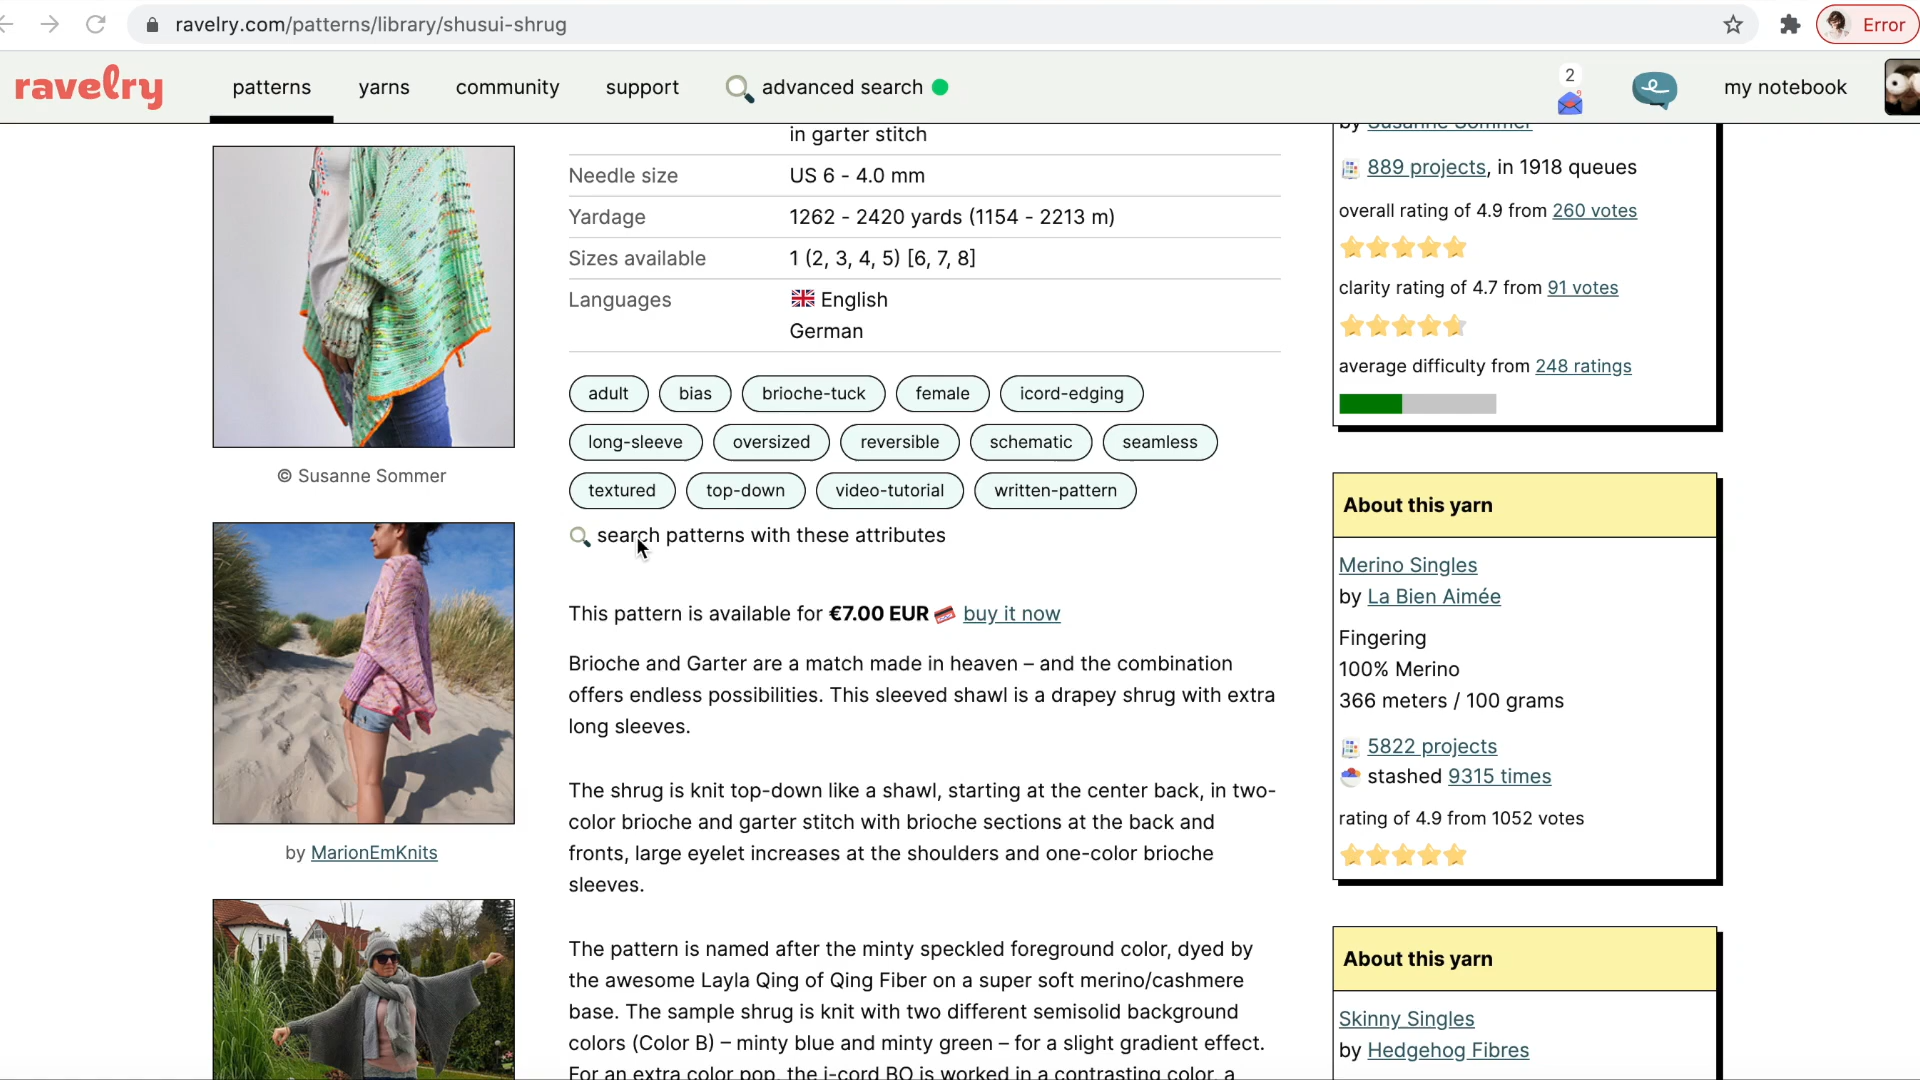 ravelry.com/patterns/library/shusui-shrug
Error
ravelry
patterns
yarns
community
support
advanced search
2
my notebook
© Susanne Sommer
by MarionEmKnits
in garter stitch
Needle size US 6 - 4.0 mm
Yardage 1262 - 2420 yards (1154 - 2213 m)
Sizes available 1 (2, 3, 4, 5) [6, 7, 8]
Languages English
German
adult bias brioche-tuck female icord-edging
long-sleeve oversized reversible schematic seamless
textured top-down video-tutorial written-pattern
search patterns with these attributes
This pattern is available for €7.00 EUR buy it now
Brioche and Garter are a match made in heaven – and the combination
offers endless possibilities. This sleeved shawl is a drapey shrug with extra
long sleeves.
The shrug is knit top-down like a shawl, starting at the center back, in two-
color brioche and garter stitch with brioche sections at the back and
fronts, large eyelet increases at the shoulders and one-color brioche
sleeves.
The pattern is named after the minty speckled foreground color, dyed by
the awesome Layla Qing of Qing Fiber on a super soft merino/cashmere
base. The sample shrug is knit with two different semisolid background
colors (Color B) – minty blue and minty green – for a slight gradient effect.
For an extra color pop, the i-cord BO is worked in a contrasting color, a
by Susanne Sommer
889 projects, in 1918 queues
overall rating of 4.9 from 260 votes
clarity rating of 4.7 from 91 votes
average difficulty from 248 ratings
About this yarn
Merino Singles
by La Bien Aimée
Fingering
100% Merino
366 meters / 100 grams
5822 projects
stashed 9315 times
rating of 4.9 from 1052 votes
About this yarn
Skinny Singles
by Hedgehog Fibres